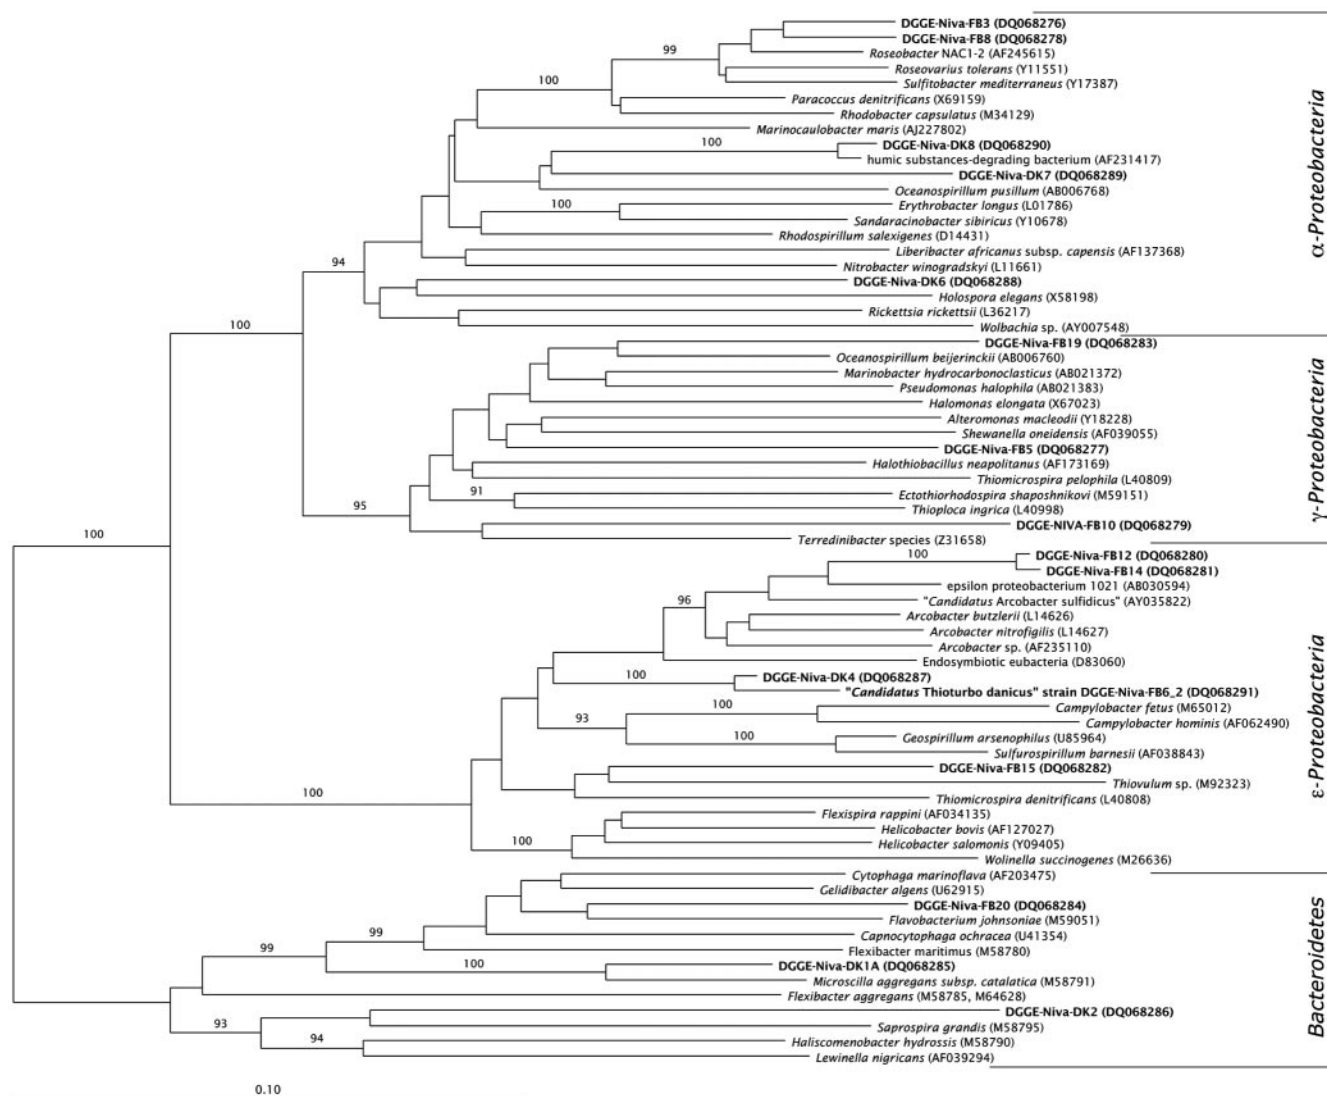 DGGE-Niva-FB3 (DQ068276)
DGGE-Niva-FB8 (DQ068278)
99
Roseobacter NAC1-2 (AF245615)
Roseovarius tolerans (Y11551)
100
Sulfitobacter mediterraneus (Y17387)
Paracoccus denitrificans (X69159)
Rhodobacter capsulatus (M34129)
Marinocaulobacter maris (AJ227802)
100
DGGE-Niva-DK8 (DQ068290)
humic substances-degrading bacterium (AF231417)
DGGE-Niva-DK7 (DQ068289)
Oceanospirillum pusillum (AB006768)
100
Erythrobacter longus (L01786)
Sandaracinobacter sibiricus (Y10678)
Rhodospirillum salexigenes (D14431)
Liberibacter africanus subsp. capensis (AF137368)
94
Nitrobacter winogradskyi (L11661)
DGGE-Niva-DK6 (DQ068288)
Holospora elegans (X58198)
Rickettsia rickettsii (L36217)
100
Wolbachia sp. (AY007548)
α-Proteobacteria
DGGE-Niva-FB19 (DQ068283)
Oceanospirillum beijerinckii (AB006760)
Marinobacter hydrocarbonoclasticus (AB021372)
Pseudomonas halophila (AB021383)
Halomonas elongata (X67023)
Alteromonas macleodii (Y18228)
Shewanella oneidensis (AF039055)
DGGE-Niva-FB5 (DQ068277)
Halothiobacillus neapolitanus (AF173169)
Thiomicrospira pelophila (L40809)
91
Ectothiorhodospira shaposhnikovi (M59151)
95
Thioploca ingrica (L40998)
DGGE-NIVA-FB10 (DQ068279)
100
Terredinibacter species (Z31658)
γ-Proteobacteria
100
DGGE-Niva-FB12 (DQ068280)
DGGE-Niva-FB14 (DQ068281)
epsilon proteobacterium 1021 (AB030594)
96
"Candidatus Arcobacter sulfidicus" (AY035822)
Arcobacter butzlerii (L14626)
Arcobacter nitrofigilis (L14627)
Arcobacter sp. (AF235110)
Endosymbiotic eubacteria (D83060)
100
DGGE-Niva-DK4 (DQ068287)
"Candidatus Thioturbo danicus" strain DGGE-Niva-FB6_2 (DQ068291)
100
Campylobacter fetus (M65012)
93
Campylobacter hominis (AF062490)
100
Geospirillum arsenophilus (U85964)
Sulfurospirillum barnesii (AF038843)
DGGE-Niva-FB15 (DQ068282)
Thiovulum sp. (M92323)
100
Thiomicrospira denitrificans (L40808)
Flexispira rappini (AF034135)
Helicobacter bovis (AF127027)
100
Helicobacter salomonis (Y09405)
Wolinella succinogenes (M26636)
ε-Proteobacteria
Cytophaga marinoflava (AF203475)
Gelidibacter algens (U62915)
DGGE-Niva-FB20 (DQ068284)
Flavobacterium johnsoniae (M59051)
99
Capnocytophaga ochracea (U41354)
99
Flexibacter maritimus (M58780)
100
DGGE-Niva-DK1A (DQ068285)
Microscilla aggregans subsp. catalatica (M58791)
Flexibacter aggregans (M58785, M64628)
DGGE-Niva-DK2 (DQ068286)
93
Saprospira grandis (M58795)
94
Haliscomenobacter hydrossis (M58790)
Lewinella nigricans (AF039294)
Bacteroidetes
0.10